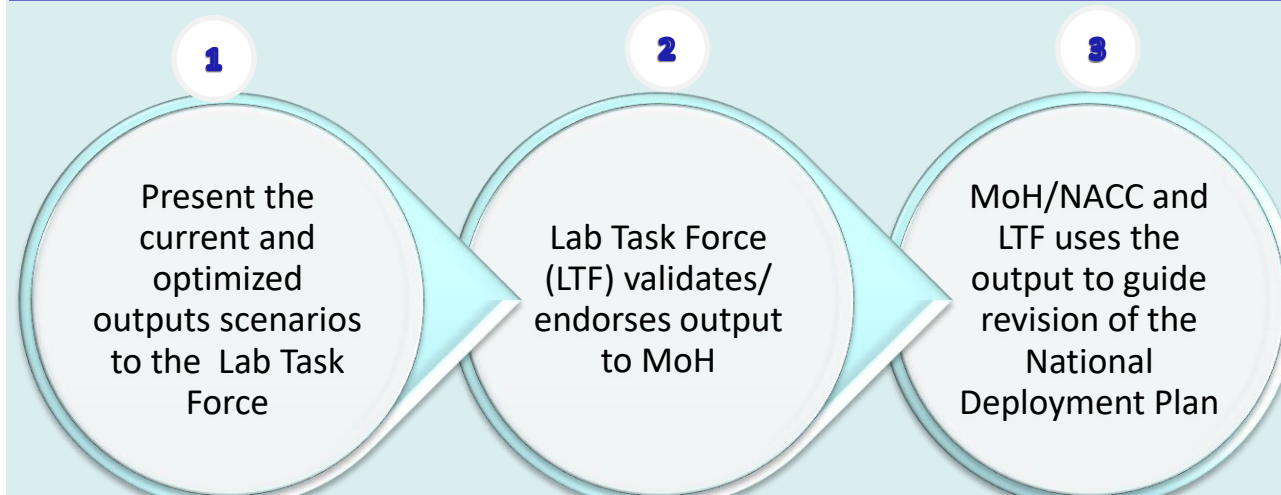 1
Present the
current and
optimized
outputs scenarios
to the Lab Task
Force
2
Lab Task Force
(LTF) validates/
endorses output
to MoH
3
MoH/NACC and
LTF uses the
output to guide
revision of the
National
Deployment Plan